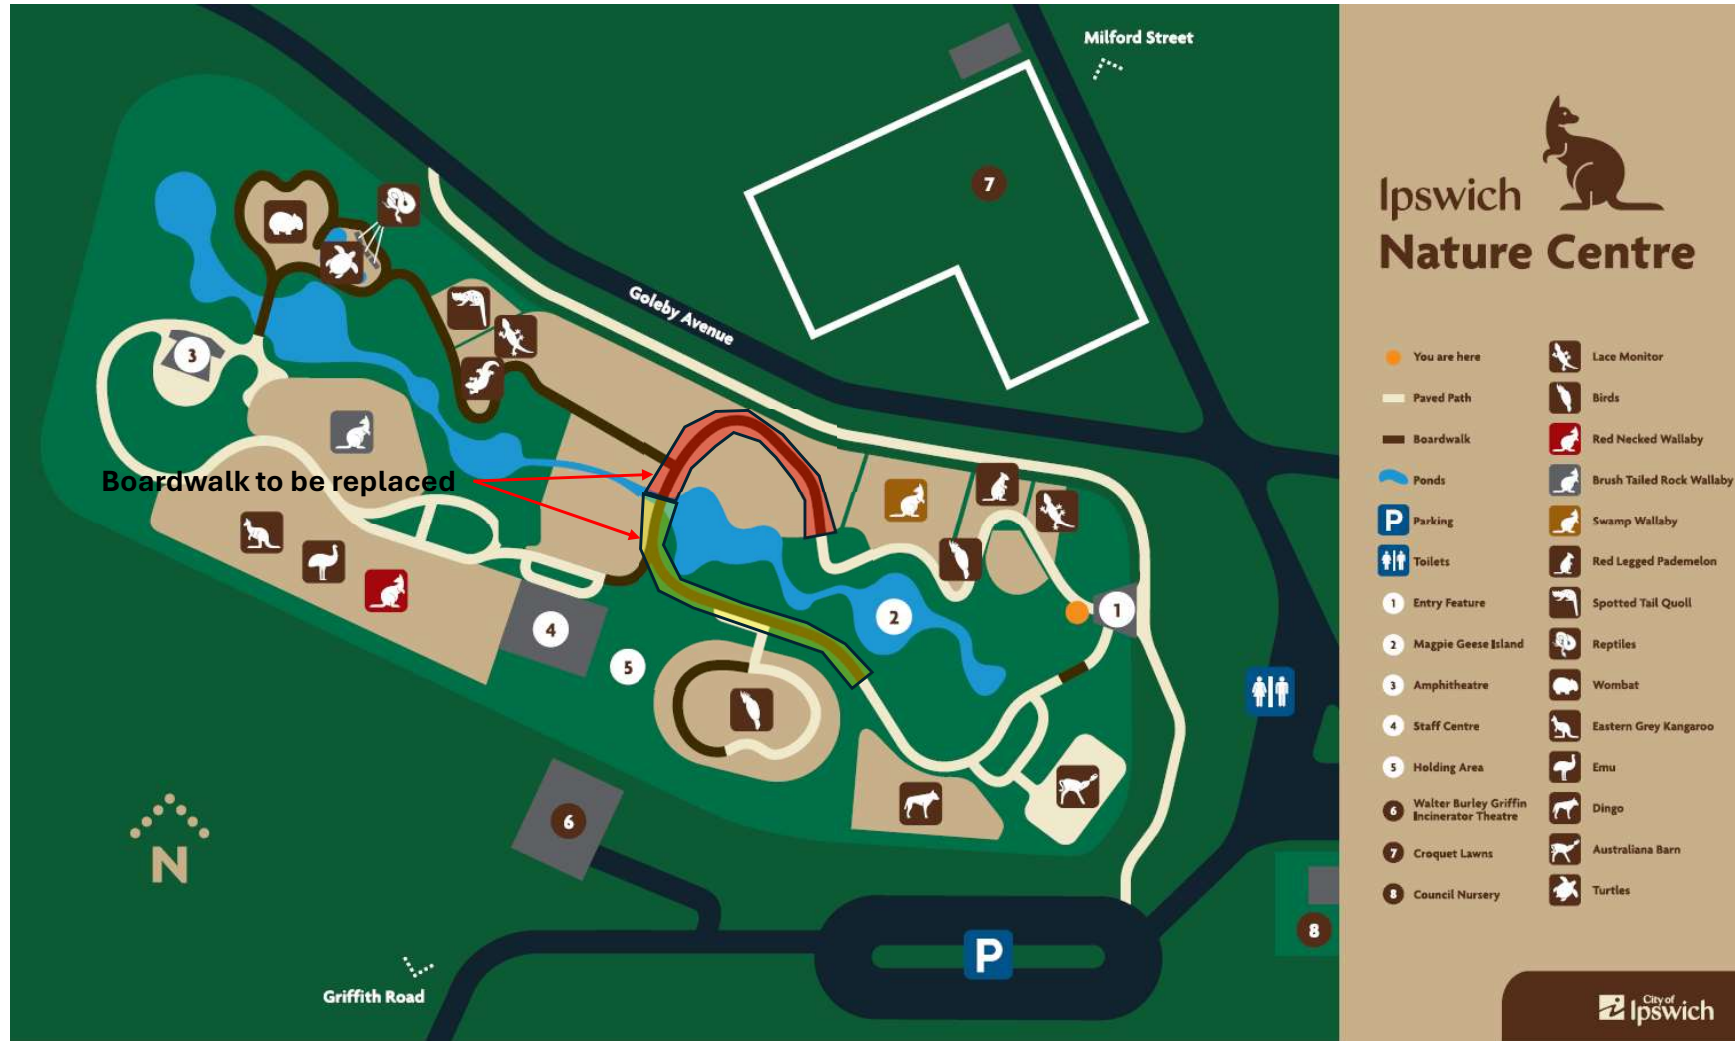 Milford Street
7
Goleby Avenue
3
Boardwalk to be replaced
2
1
4
5
6
N
Griffith Road
P
8
Ipswich
Nature Centre
You are here
Paved Path
Boardwalk
Ponds
P Parking
Toilets
1 Entry Feature
2 Magpie Geese Island
3 Amphitheatre
4 Staff Centre
5 Holding Area
6 Walter Burley Griffin
Incinerator Theatre
7 Croquet Lawns
8 Council Nursery
Lace Monitor
Birds
Red Necked Wallaby
Brush Tailed Rock Wallaby
Swamp Wallaby
Red Legged Pademelon
Spotted Tail Quoll
Reptiles
Wombat
Eastern Grey Kangaroo
Emu
Dingo
Australiana Barn
Turtles
City of
Ipswich